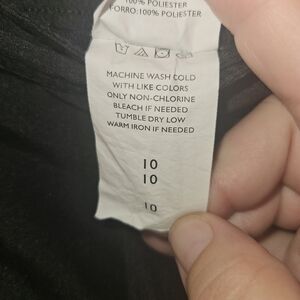 100% POLIESTER
FORRO:100% POLIESTER
MACHINE WASH COLD
WITH LIKE COLORS
ONLY NON-CHLORINE
BLEACH IF NEEDED
TUMBLE DRY LOW
WARM IRON IF NEEDED
10
10
10